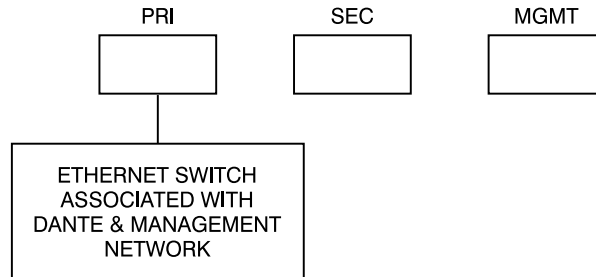 PRI SEC MGMT
ETHERNET SWITCH
ASSOCIATED WITH
DANTE & MANAGEMENT
NETWORK